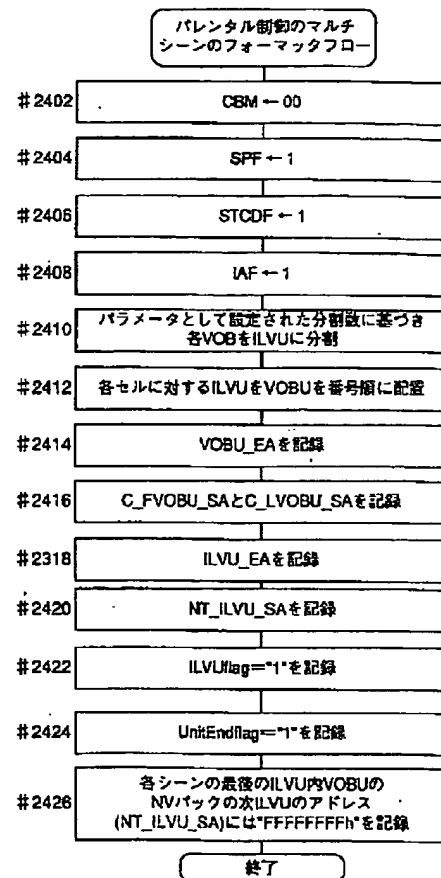 パレンタル制御のマルチ
シーンのフォーマッタフロー
#2402
CBM ← 00
#2404
SPF ← 1
#2406
STCDF ← 1
#2408
IAF ← 1
#2410
パラメータとして設定された分割数に基づき
各VOBをILVUに分割
#2412
各セルに対するILVUをVOBUを番号順に配置
#2414
VOBU_EAを記録
#2416
C_FVOBU_SAとC_LVOBU_SAを記録
#2318
ILVU_EAを記録
#2420
NT_ILVU_SAを記録
#2422
ILVUflag="1"を記録
#2424
UnitEndflag="1"を記録
#2426
各シーンの最後のILVU内VOBUの
NVパックの次ILVUのアドレス
(NT_ILVU_SA)には"FFFFFFFFh"を記録
終了